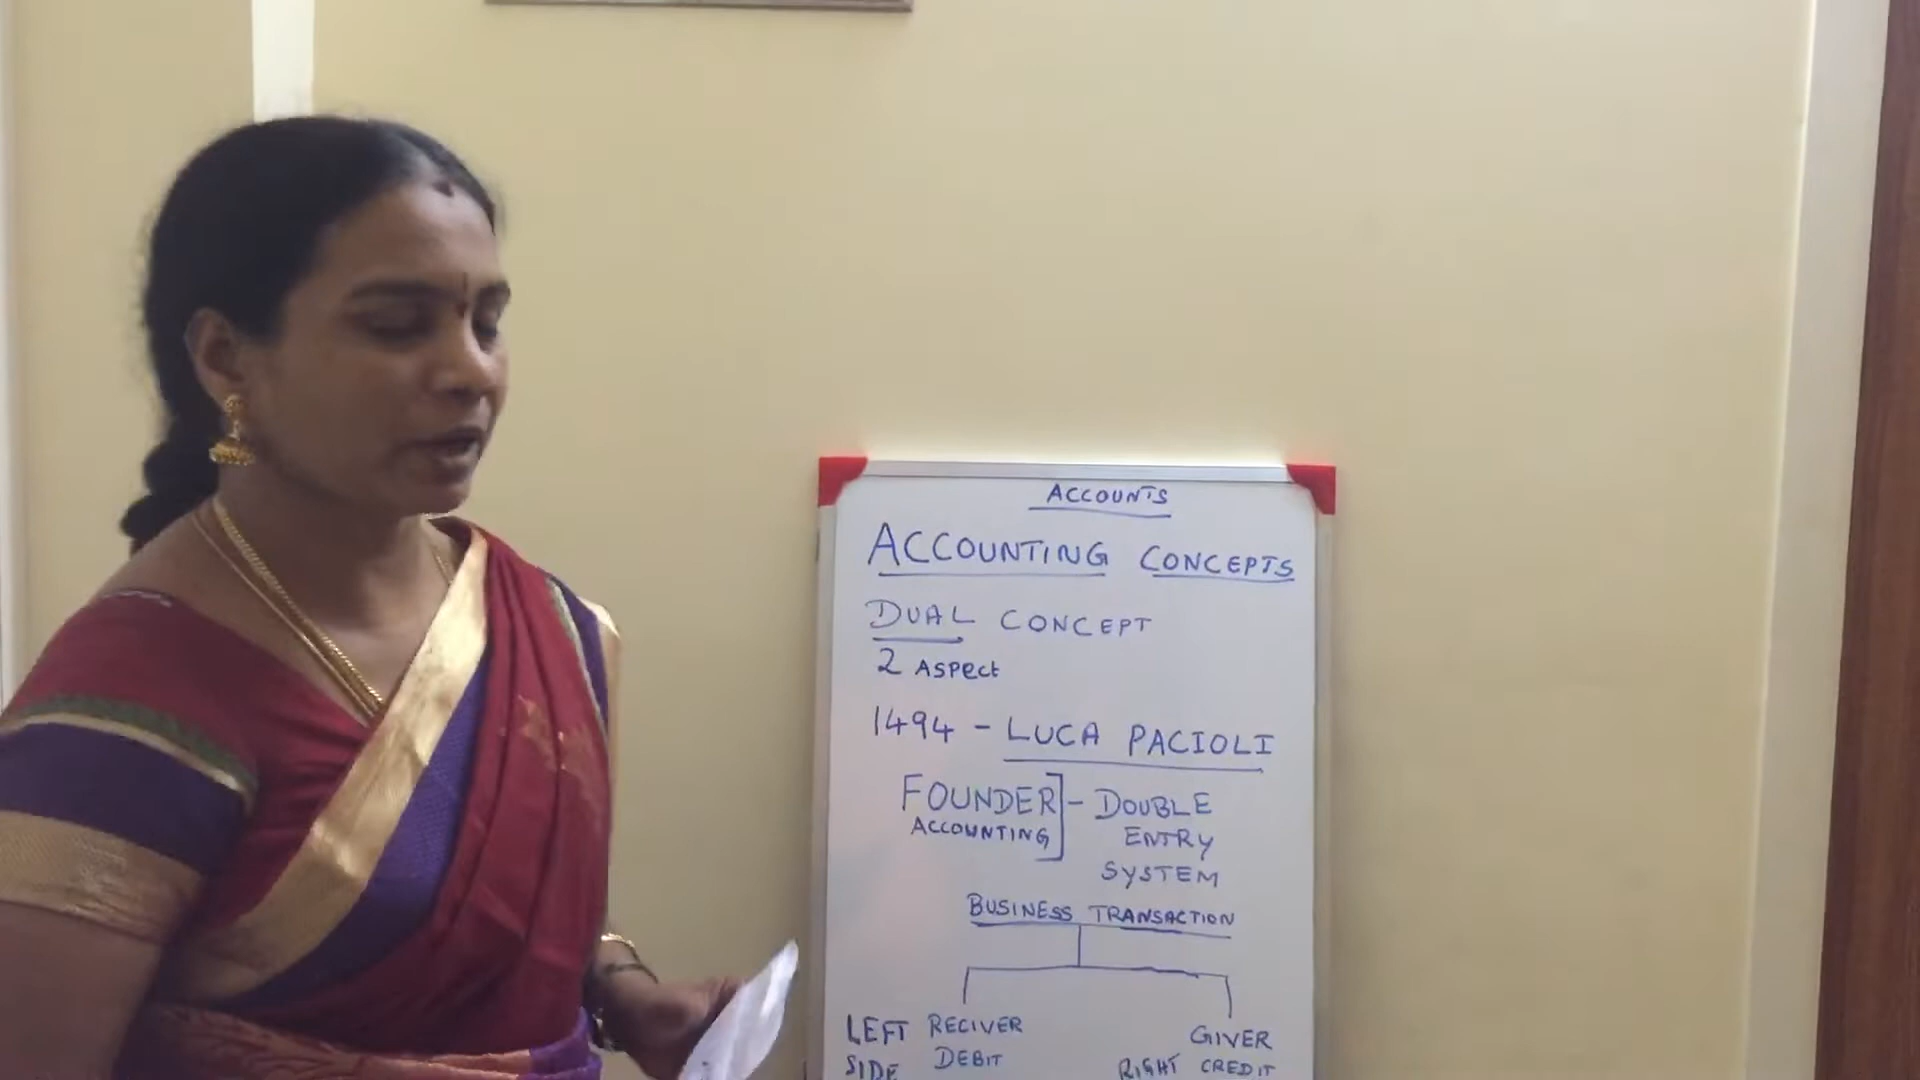 ACCOUNTS
ACCOUNTING CONCEPTS
DUAL CONCEPT
2 ASPECt
1494 - LUCA PACIOLI
FOUNDER ] - DOUBLE
ACCOUNTING ENTRY
SYSTEM
BUSINESS TRANSACTION
LEFT RECIVER GIVER
SIDE DEBIT RIGHT CREDIT